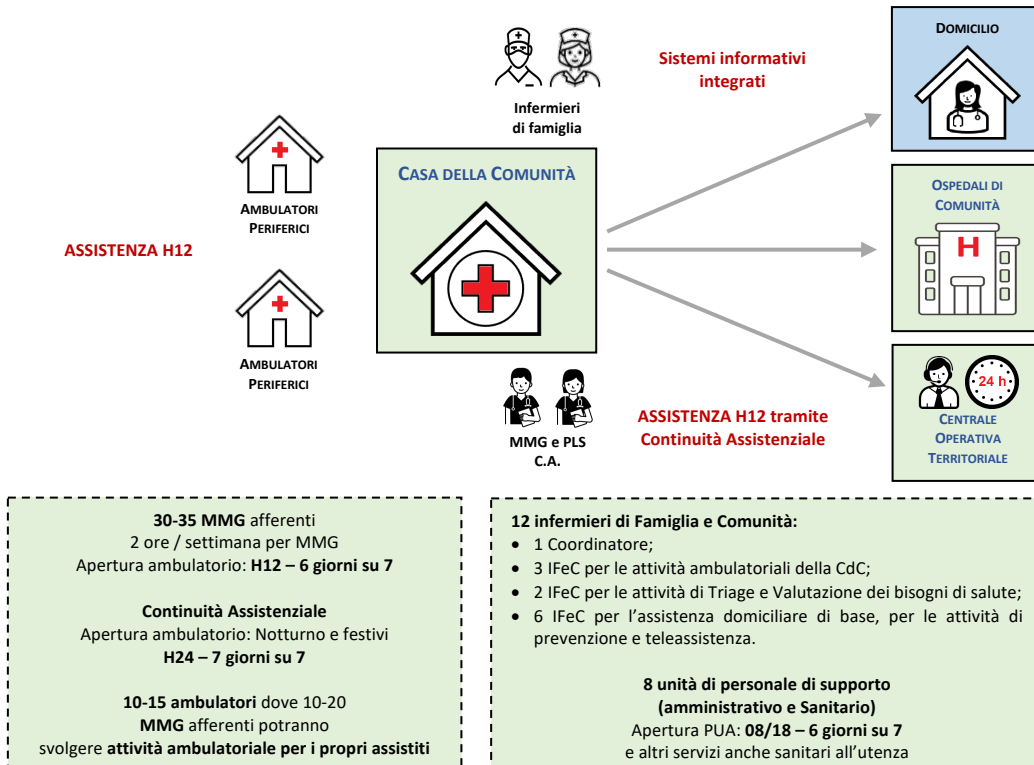 Infermieri
di famiglia
Sistemi informativi
integrati
DOMICILIO
AMBULATORI
PERIFERICI
CASA DELLA COMUNITÀ
OSPEDALI DI
COMUNITÀ
H
ASSISTENZA H12
AMBULATORI
PERIFERICI
MMG e PLS
C.A.
ASSISTENZA H12 tramite
Continuità Assistenziale
24 h
CENTRALE
OPERATIVA
TERRITORIALE
30-35 MMG afferenti
2 ore / settimana per MMG
Apertura ambulatorio: H12 – 6 giorni su 7
Continuità Assistenziale
Apertura ambulatorio: Notturno e festivi
H24 – 7 giorni su 7
10-15 ambulatori dove 10-20
MMG afferenti potranno
svolgere attività ambulatoriale per i propri assistiti
12 infermieri di Famiglia e Comunità:
• 1 Coordinatore;
• 3 IFeC per le attività ambulatoriali della CdC;
• 2 IFeC per le attività di Triage e Valutazione dei bisogni di salute;
• 6 IFeC per l’assistenza domiciliare di base, per le attività di
prevenzione e teleassistenza.
8 unità di personale di supporto
(amministrativo e Sanitario)
Apertura PUA: 08/18 – 6 giorni su 7
e altri servizi anche sanitari all’utenza